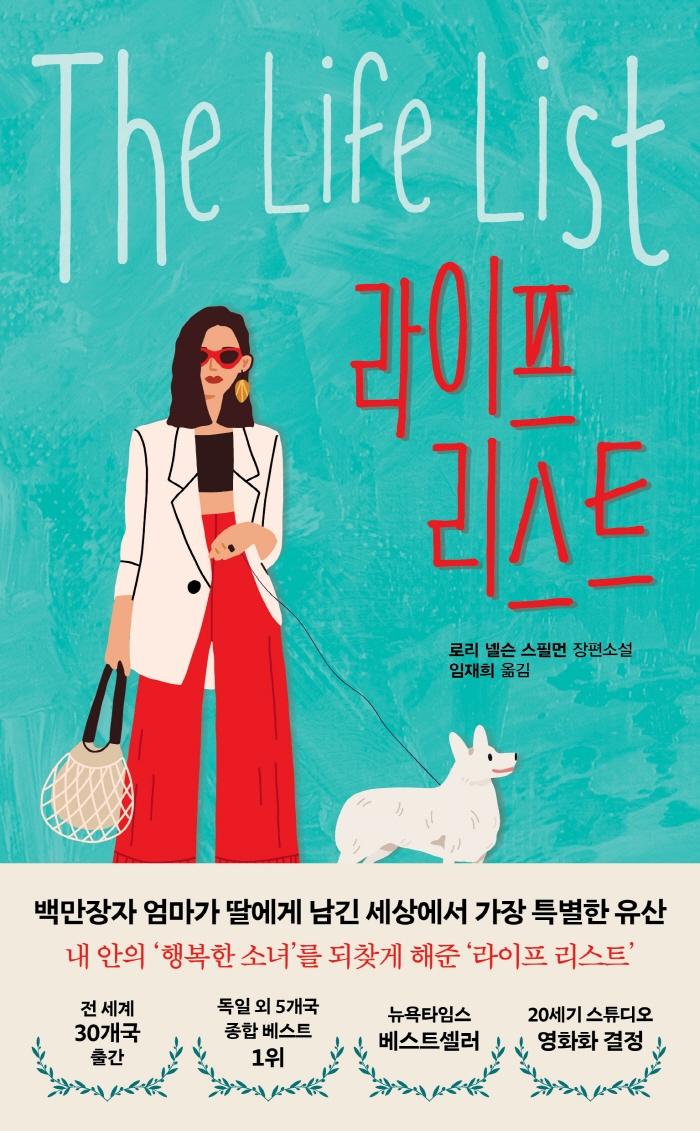 The Life List
라이프
리스트
로리 넬슨 스필먼 장편소설
임재희 옮김
백만장자 엄마가 딸에게 남긴 세상에서 가장 특별한 유산
내 안의 ‘행복한 소녀’를 되찾게 해준 ‘라이프 리스트’
전 세계
30개국
출간
독일 외 5개국
종합 베스트
1위
뉴욕타임스
베스트셀러
20세기 스튜디오
영화화 결정